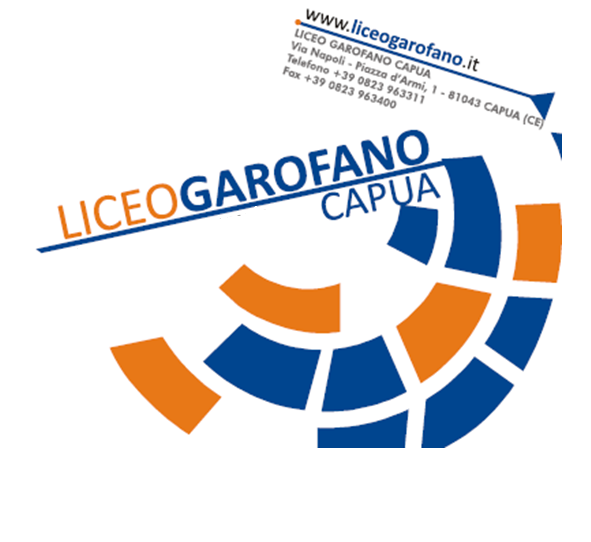 www.liceogarofano.it
LICEO GAROFANO CAPUA
Via Napoli - Piazza d'Armi, 1 - 81043 CAPUA (CE)
Telefono +39 0823 963311
Fax +39 0823 963400
LICEOGAROFANO
CAPUA